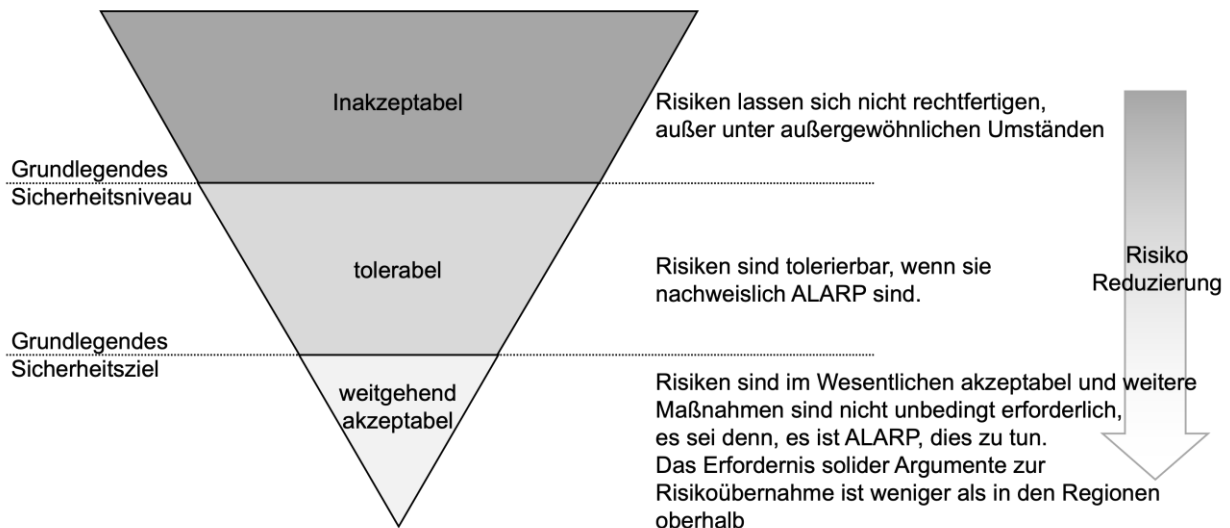 Inakzeptabel
Risiken lassen sich nicht rechtfertigen,
außer unter außergewöhnlichen Umständen
Grundlegendes
Sicherheitsniveau
tolerabel
Risiken sind tolerierbar, wenn sie
nachweislich ALARP sind.
Risiko
Reduzierung
Grundlegendes
Sicherheitsziel
weitgehend
akzeptabel
Risiken sind im Wesentlichen akzeptabel und weitere
Maßnahmen sind nicht unbedingt erforderlich,
es sei denn, es ist ALARP, dies zu tun.
Das Erfordernis solider Argumente zur
Risikoübernahme ist weniger als in den Regionen
oberhalb